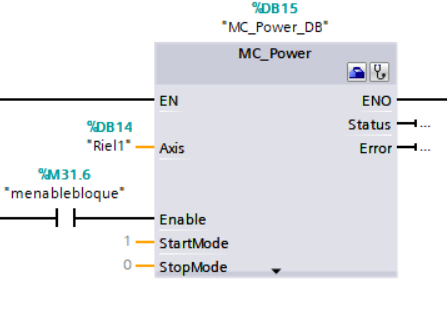 %DB15
"MC_Power_DB"
MC_Power
EN
ENO
%DB14
Status
...
"Riel1"
Axis
Error
...
%M31.6
"menablebloque"
Enable
1
StartMode
0
StopMode